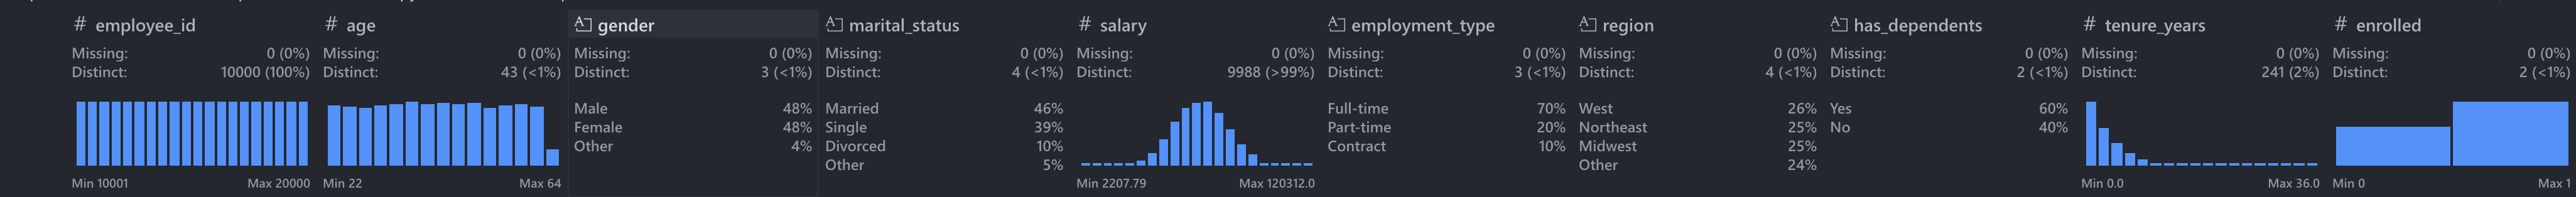 employee_id
Missing: 0 (0%)
Distinct: 10000 (100%)
Min 10001 Max 20000
age
Missing: 0 (0%)
Distinct: 43 (<1%)
Min 22 Max 64
gender
Missing: 0 (0%)
Distinct: 3 (<1%)
Male 48%
Female 48%
Other 4%
marital_status
Missing: 0 (0%)
Distinct: 4 (<1%)
Married 46%
Single 39%
Divorced 10%
Other 5%
salary
Missing: 0 (0%)
Distinct: 9988 (>99%)
Min 2207.79 Max 120312.0
employment_type
Missing: 0 (0%)
Distinct: 3 (<1%)
Full-time 70%
Part-time 20%
Contract 10%
region
Missing: 0 (0%)
Distinct: 4 (<1%)
West 26%
Northeast 25%
Midwest 25%
Other 24%
has_dependents
Missing: 0 (0%)
Distinct: 2 (<1%)
Yes 60%
No 40%
tenure_years
Missing: 0 (0%)
Distinct: 241 (2%)
Min 0.0 Max 36.0
enrolled
Missing: 0 (0%)
Distinct: 2 (<1%)
Min 0 Max 1